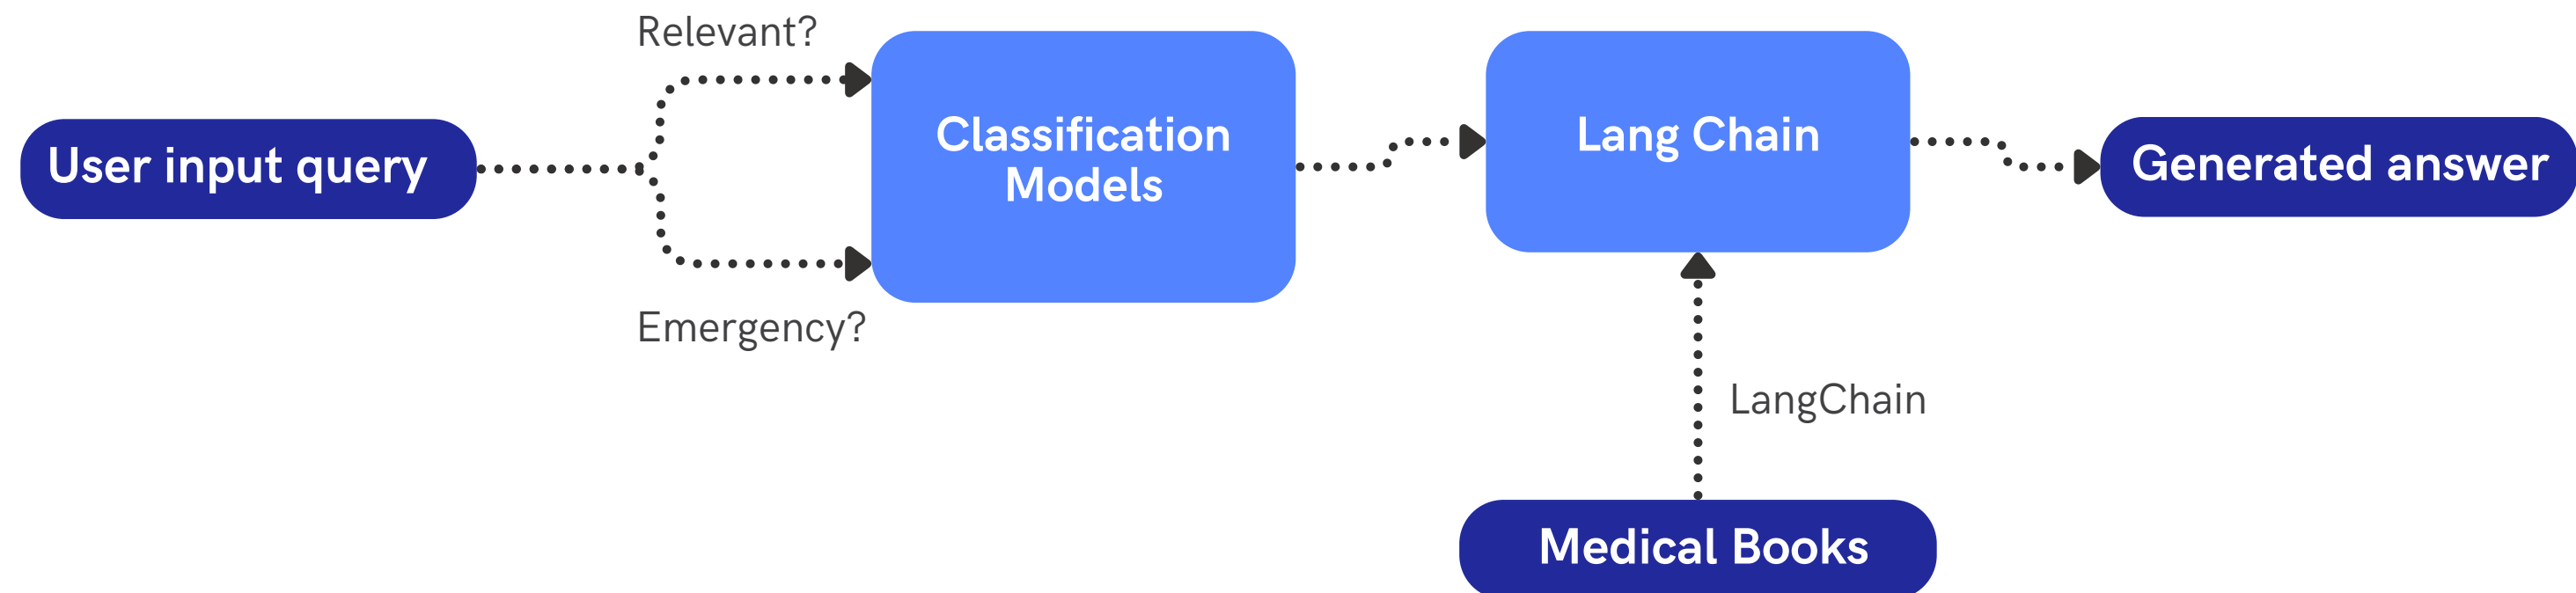 Relevant?
User input query
Classification
Models
Lang Chain
Generated answer
Emergency?
LangChain
Medical Books